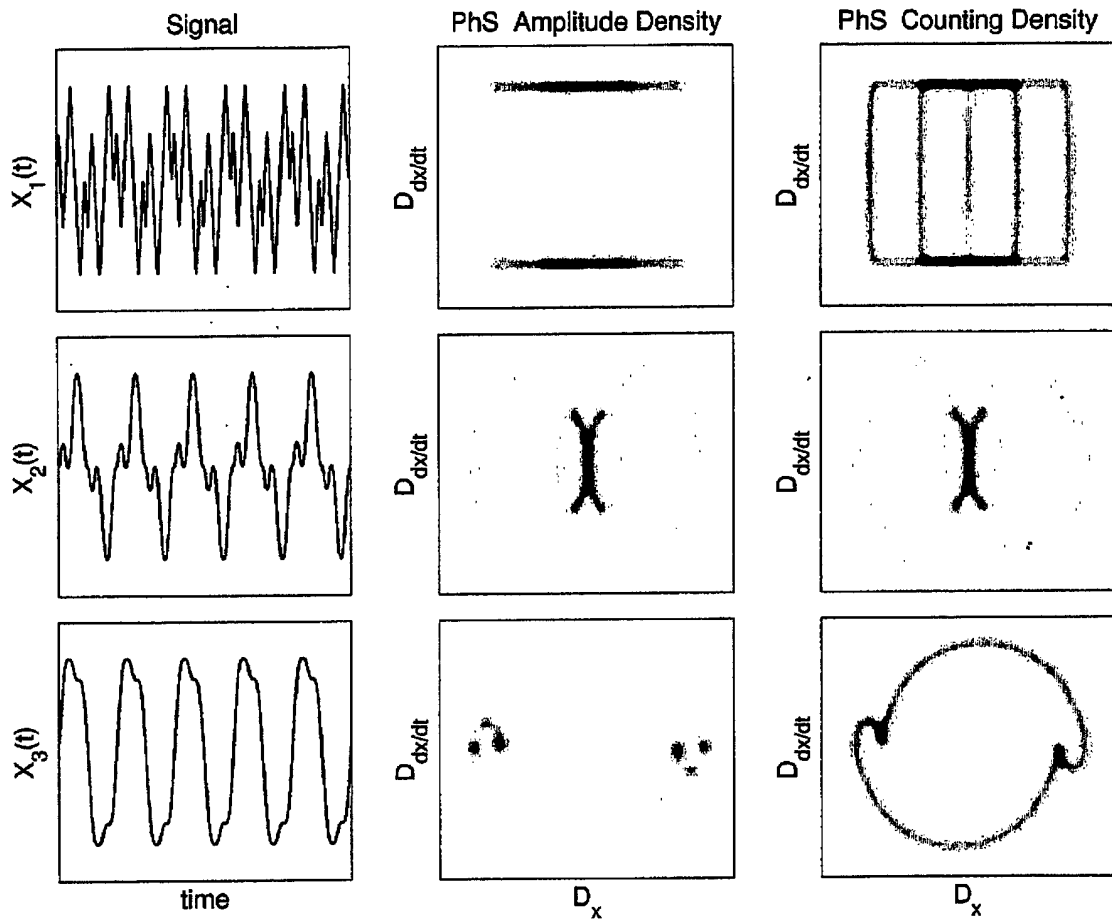 Signal
PhS Amplitude Density
PhS Counting Density
X1(t)
Ddx/dt
Ddx/dt
X2(t)
Ddx/dt
Ddx/dt
X3(t)
Ddx/dt
Ddx/dt
time
Dx
Dx